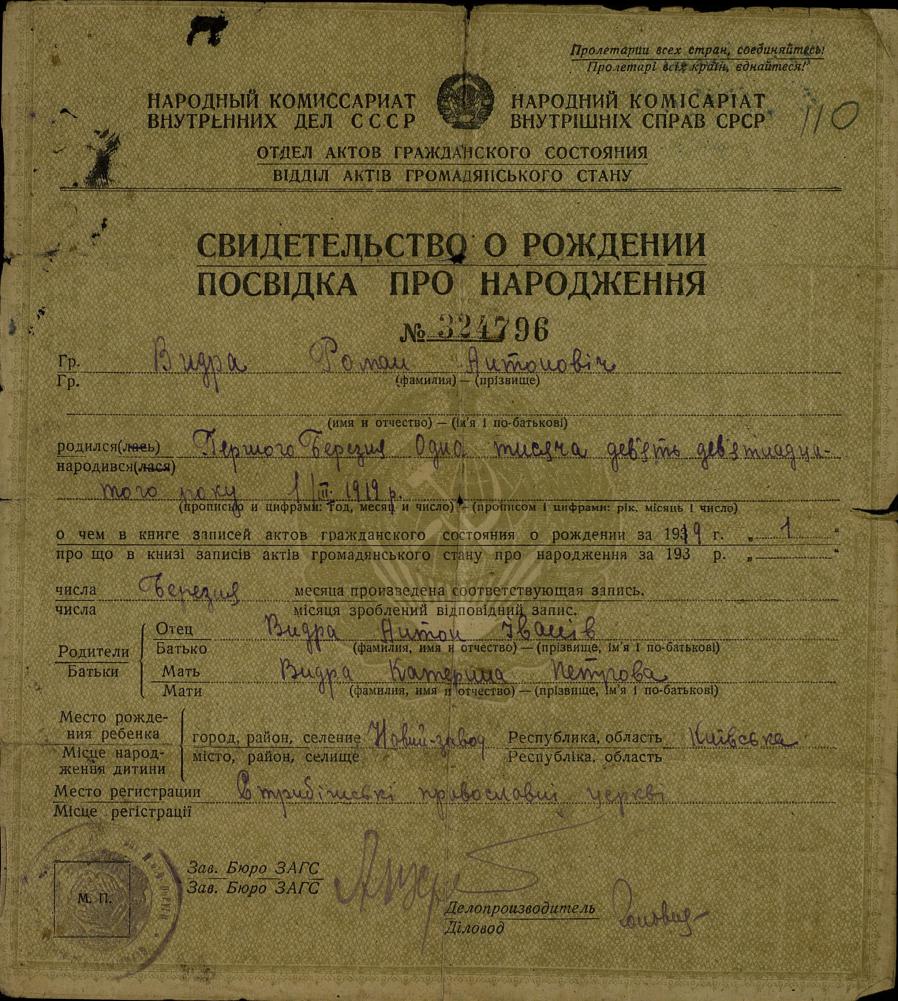 Пролетарии всех стран, соединяйтесь!
Пролетарі всіх країн, єднайтеся!
НАРОДНЫЙ КОМИССАРИАТ ВНУТРЕННИХ ДЕЛ СССР
НАРОДНИЙ КОМІСАРІАТ ВНУТРІШНІХ СПРАВ СРСР
110
ОТДЕЛ АКТОВ ГРАЖДАНСКОГО СОСТОЯНИЯ
ВІДДІЛ АКТІВ ГРОМАДЯНСЬКОГО СТАНУ
СВИДЕТЕЛЬСТВО О РОЖДЕНИИ
ПОСВІДКА ПРО НАРОДЖЕННЯ
№ 324796
Гр. Видра Роман Антоновіч
Гр. (фамилия) — (прізвище)
(имя и отчество) — (ім'я і по-батькові)
родился(лась) Першого Березня Одна тисяча дев'ять дев'ятнадця-
народився(лася)
того року 1/III 1919 р.
(прописью и цифрами: год, месяц и число) — (прописом і цифрами: рік, місяць і число)
о чем в книге записей актов гражданского состояния о рождении за 1919 г. „ 1 “
про що в книзі записів актів громадянського стану про народження за 193 р. „ “
числа Березня месяца произведена соответствующая запись.
числа місяця зроблений відповідний запис.
Родители
Батьки
Отец Видра Антон Іванів
Батько (фамилия, имя и отчество) — (прізвище, ім'я і по-батькові)
Мать Видра Катерина Петрова
Мати (фамилия, имя и отчество) — (прізвище, ім'я і по-батькові)
Место рожде-
ния ребенка
Місце народ-
ження дитини
город, район, селение Новий-завод Республика, область Київська
місто, район, селище Республіка, область
Место регистрации православній церкві
Місце регістрації
М. П.
Зав. Бюро ЗАГС
Зав. Бюро ЗАГС
Делопроизводитель
Діловод